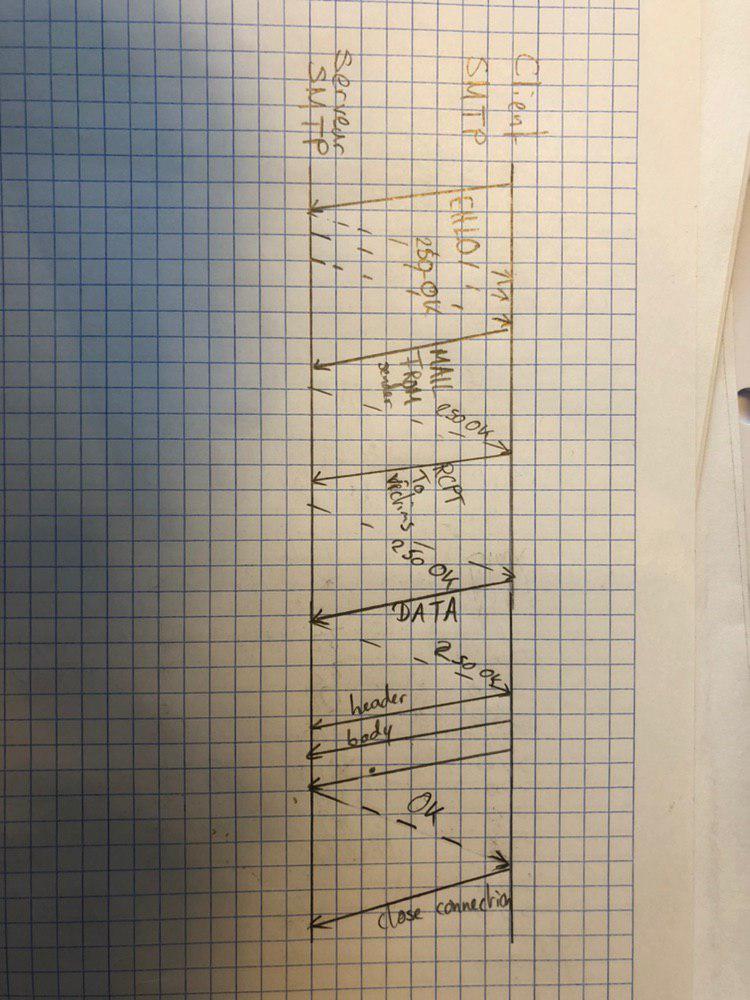 Client
SMTP
EHLO
250-OK
MAIL
FROM
sender
250 OK
RCPT
To
victims
250 OK
DATA
250 OK
header
body
.
OK
close connection
Serveur
SMTP